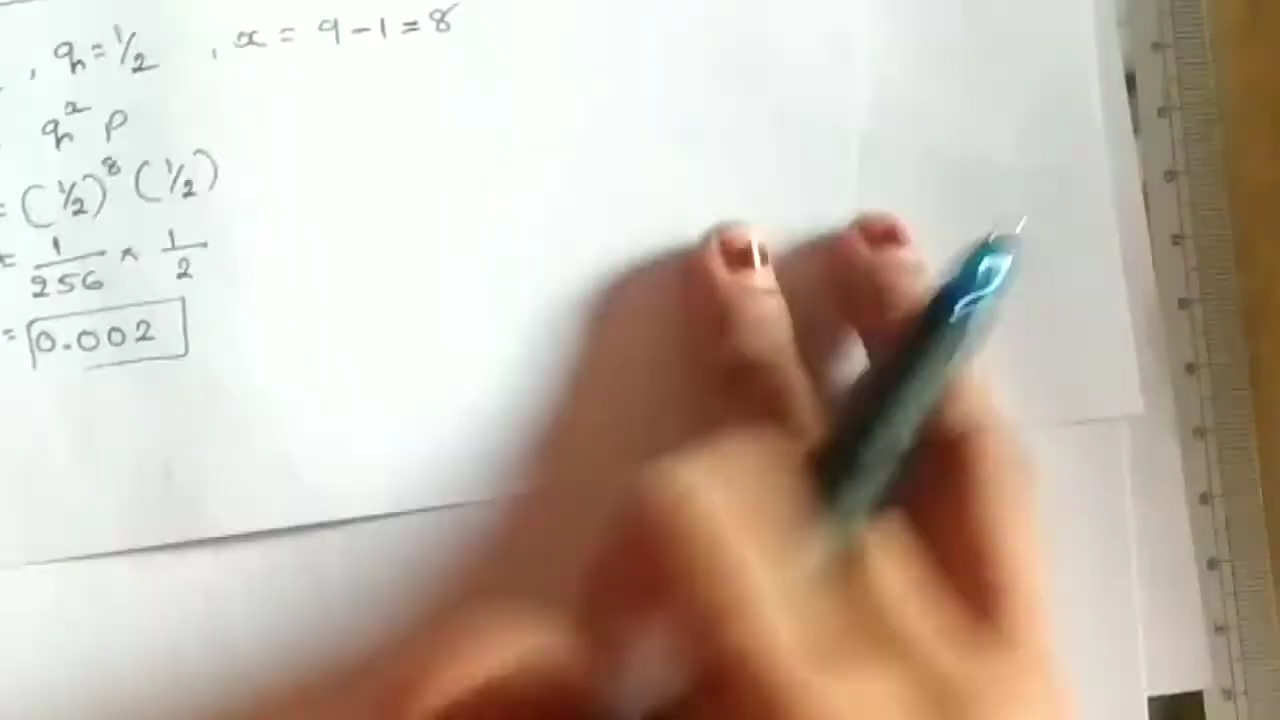 , q = 1/2 , x = 9 - 1 = 8
q^x p
= (1/2)^8 (1/2)
= 1/256 × 1/2
= 0.002